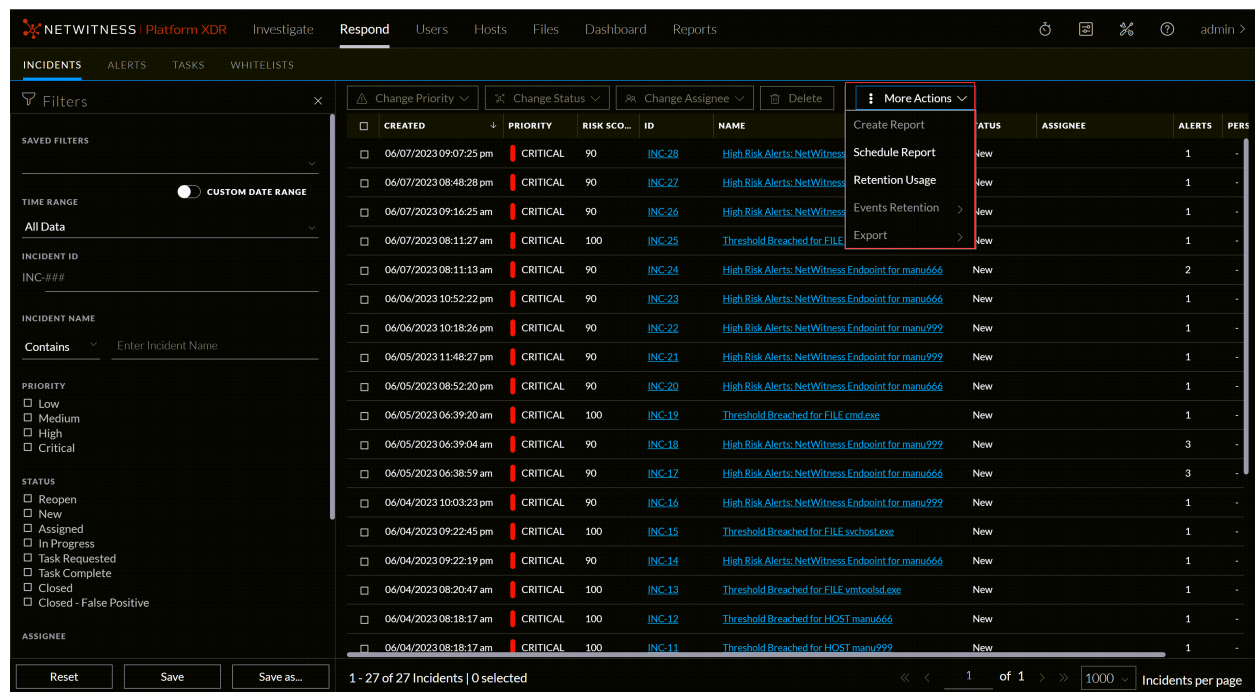 NETWITNESS | Platform XDR Investigate Respond Users Hosts Files Dashboard Reports admin >
INCIDENTS ALERTS TASKS WHITELISTS
Filters
SAVED FILTERS
CUSTOM DATE RANGE
TIME RANGE
All Data
INCIDENT ID
INC-###
INCIDENT NAME
Contains Enter Incident Name
PRIORITY
Low
Medium
High
Critical
STATUS
Reopen
New
Assigned
In Progress
Task Requested
Task Complete
Closed
Closed - False Positive
ASSIGNEE
Reset Save Save as...
Change Priority Change Status Change Assignee Delete More Actions
Create Report
Schedule Report
Retention Usage
Events Retention >
Export >
CREATED PRIORITY RISK SCO... ID NAME TATUS ASSIGNEE ALERTS PERS
06/07/2023 09:07:25 pm CRITICAL 90 INC-28 High Risk Alerts: NetWitness New 1 -
06/07/2023 08:48:28 pm CRITICAL 90 INC-27 High Risk Alerts: NetWitness New 1 -
06/07/2023 09:16:25 am CRITICAL 90 INC-26 High Risk Alerts: NetWitness New 1 -
06/07/2023 08:11:27 am CRITICAL 100 INC-25 Threshold Breached for FILE New 1 -
06/07/2023 08:11:13 am CRITICAL 90 INC-24 High Risk Alerts: NetWitness Endpoint for manu666 New 2 -
06/06/2023 10:52:22 pm CRITICAL 90 INC-23 High Risk Alerts: NetWitness Endpoint for manu666 New 1 -
06/06/2023 10:18:26 pm CRITICAL 90 INC-22 High Risk Alerts: NetWitness Endpoint for manu999 New 1 -
06/05/2023 11:48:27 pm CRITICAL 90 INC-21 High Risk Alerts: NetWitness Endpoint for manu999 New 1 -
06/05/2023 08:52:20 pm CRITICAL 90 INC-20 High Risk Alerts: NetWitness Endpoint for manu666 New 1 -
06/05/2023 06:39:20 am CRITICAL 100 INC-19 Threshold Breached for FILE cmd.exe New 1 -
06/05/2023 06:39:04 am CRITICAL 90 INC-18 High Risk Alerts: NetWitness Endpoint for manu999 New 3 -
06/05/2023 06:38:59 am CRITICAL 90 INC-17 High Risk Alerts: NetWitness Endpoint for manu666 New 3 -
06/04/2023 10:03:23 pm CRITICAL 90 INC-16 High Risk Alerts: NetWitness Endpoint for manu999 New 1 -
06/04/2023 09:22:45 pm CRITICAL 100 INC-15 Threshold Breached for FILE svchost.exe New 1 -
06/04/2023 09:22:19 pm CRITICAL 90 INC-14 High Risk Alerts: NetWitness Endpoint for manu666 New 1 -
06/04/2023 08:20:47 am CRITICAL 100 INC-13 Threshold Breached for FILE vmtoolsd.exe New 1 -
06/04/2023 08:18:17 am CRITICAL 100 INC-12 Threshold Breached for HOST manu666 New 1 -
06/04/2023 08:18:17 am CRITICAL 100 INC-11 Threshold Breached for HOST manu999 New 1 -
1 - 27 of 27 Incidents | 0 selected << < 1 of 1 > >> 1000 Incidents per page